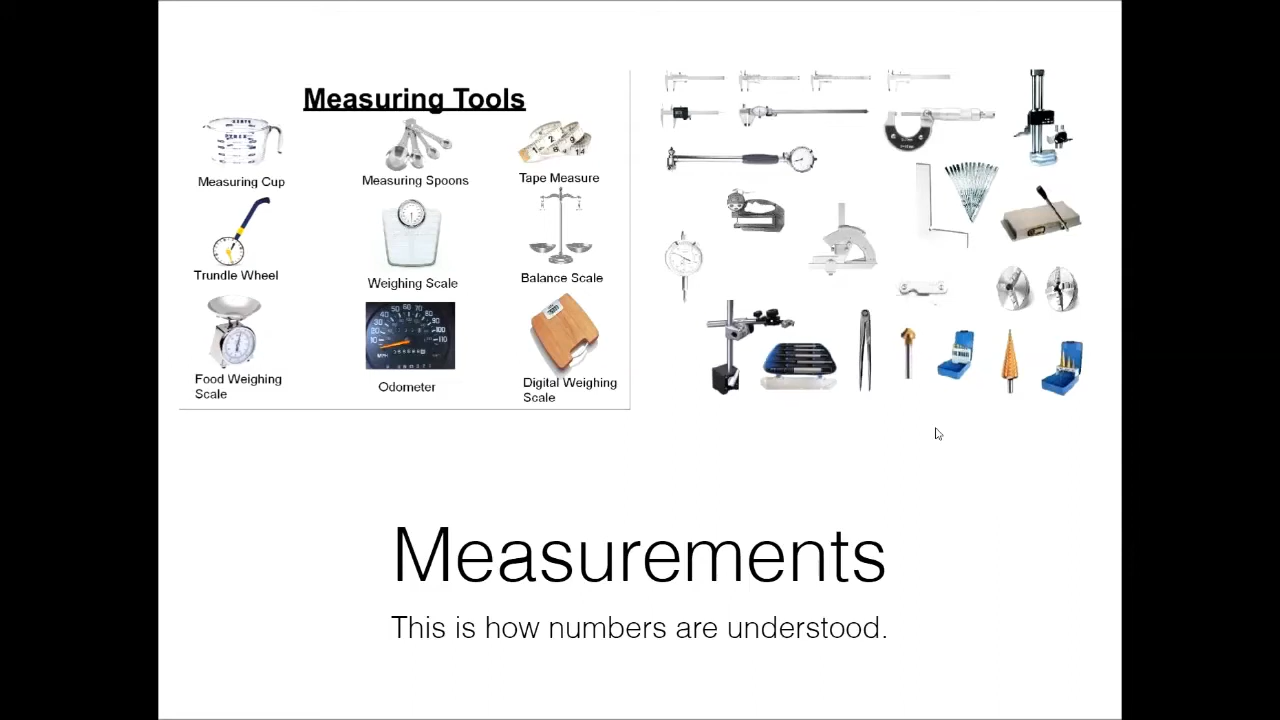 Measuring Tools
Measuring Cup
Measuring Spoons
Tape Measure
Trundle Wheel
Weighing Scale
Balance Scale
Food Weighing
Scale
Odometer
Digital Weighing
Scale
Measurements
This is how numbers are understood.